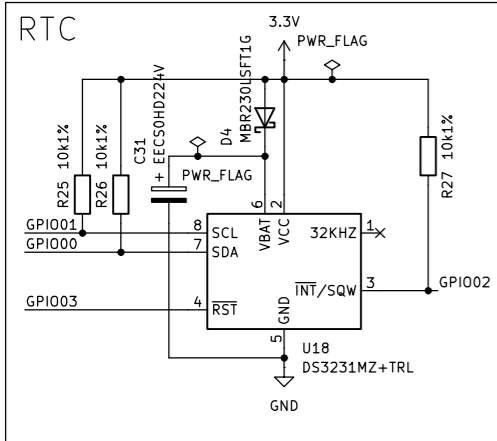 RTC
3.3V
PWR_FLAG
R25 10k1%
R26 10k1%
C31
EECS0HD224V
+
D4
MBR230LSFT1G
PWR_FLAG
R27 10k1%
6
2
VBAT
VCC
GPIO01
8
SCL
32KHZ
1
GPIO00
7
SDA
INT/SQW
3
GPIO02
GPIO03
4
RST
GND
5
U18
DS3231MZ+TRL
GND